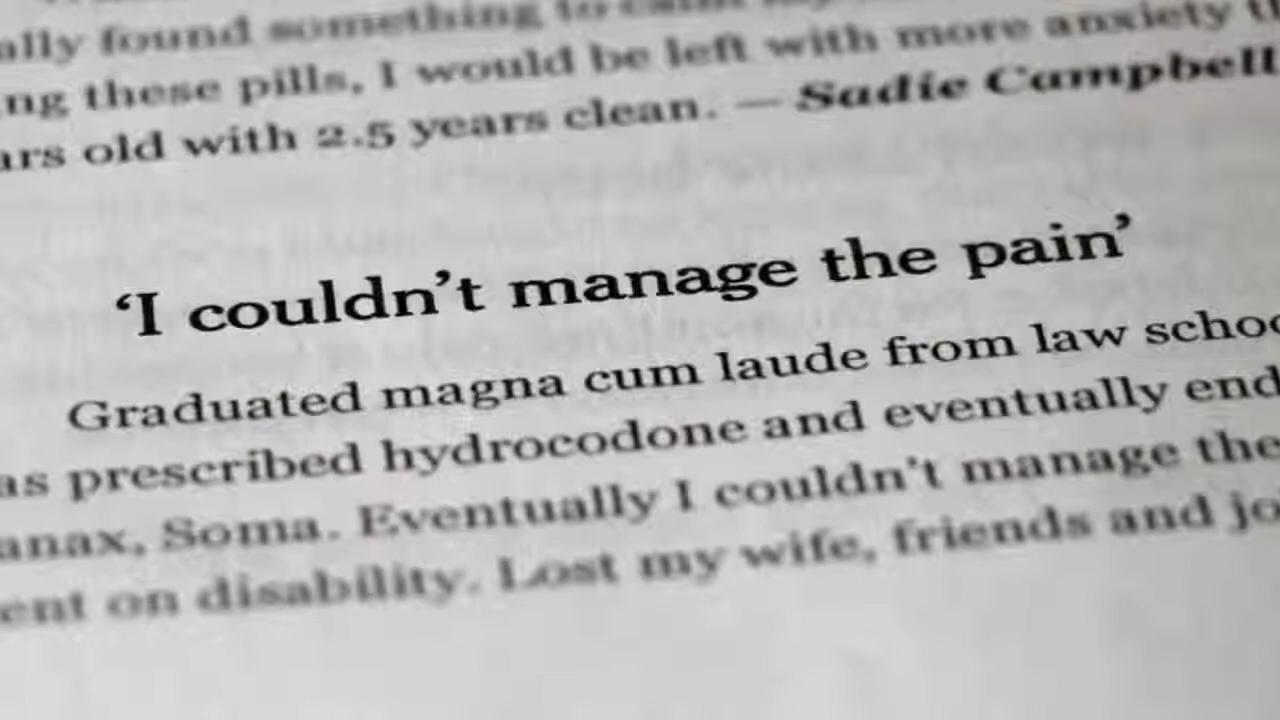 ally found something to calm my
ng these pills, I would be left with more anxiety th
ars old with 2.5 years clean. — Sadie Campbell
‘I couldn’t manage the pain’
Graduated magna cum laude from law schoo
as prescribed hydrocodone and eventually end
anax, Soma. Eventually I couldn’t manage the
ent on disability. Lost my wife, friends and jo